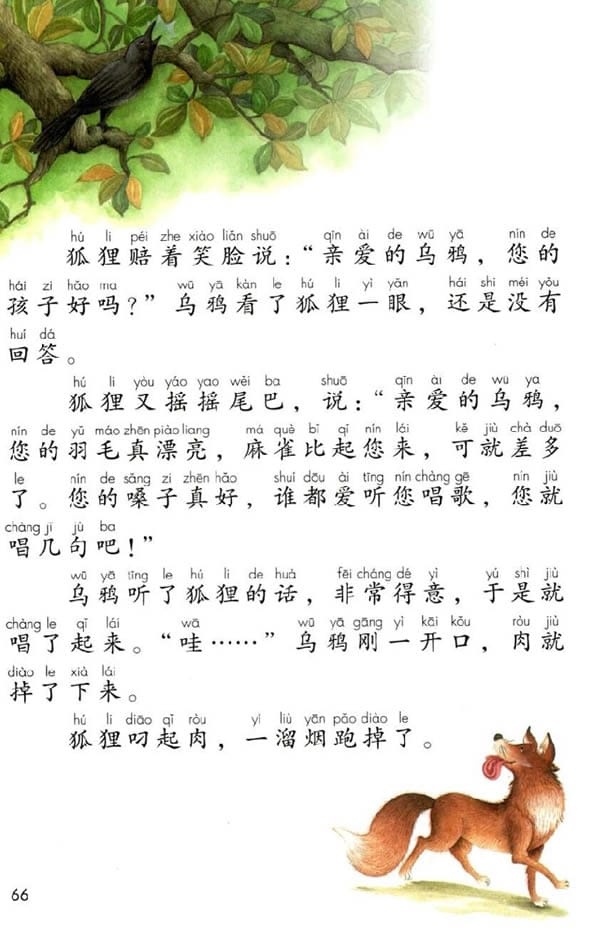 hú li péi zhe xiào liǎn shuō qīn ài de wū yā nín de
狐狸赔着笑脸说：“亲爱的乌鸦，您的
hái zi hǎo ma wū yā kàn le hú li yì yǎn hái shi méi yǒu
孩子好吗？”乌鸦看了狐狸一眼，还是没有
huí dá
回答。
hú li yòu yáo yao wěi ba shuō qīn ài de wū ya
狐狸又摇摇尾巴，说：“亲爱的乌鸦，
nín de yǔ máo zhēn piào liang má què bǐ qǐ nín lái kě jiù chà duō
您的羽毛真漂亮，麻雀比起您来，可就差多
le nín de sǎng zi zhēn hǎo shuí dōu ài tīng nín chàng gē nín jiù
了。您的嗓子真好，谁都爱听您唱歌，您就
chàng jǐ jù ba
唱几句吧！”
wū yā tīng le hú li de huà fēi cháng dé yì yú shì jiù
乌鸦听了狐狸的话，非常得意，于是就
chàng le qǐ lái wā wū yā gāng yì kāi kǒu ròu jiù
唱了起来。“哇……”乌鸦刚一开口，肉就
diào le xià lái
掉了下来。
hú li diāo qǐ ròu yí liù yān pǎo diào le
狐狸叼起肉，一溜烟跑掉了。
66